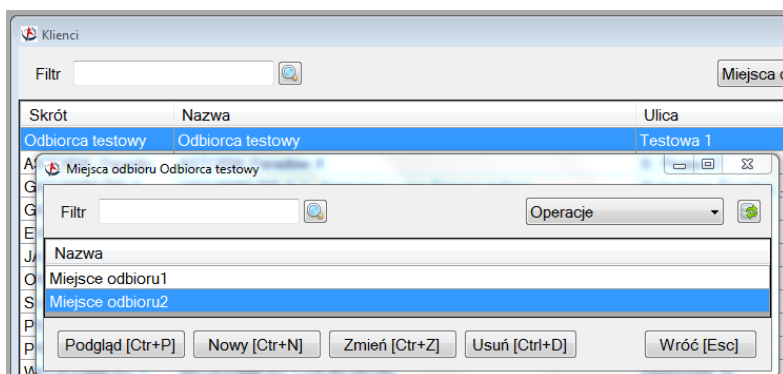 Klienci
Filtr
Miejsca
Skrót Nazwa Ulica
Odbiorca testowy Odbiorca testowy Testowa 1
Miejsca odbioru Odbiorca testowy
Filtr Operacje
Nazwa
Miejsce odbioru1
Miejsce odbioru2
Podgląd [Ctr+P] Nowy [Ctr+N] Zmień [Ctr+Z] Usuń [Ctrl+D] Wróć [Esc]